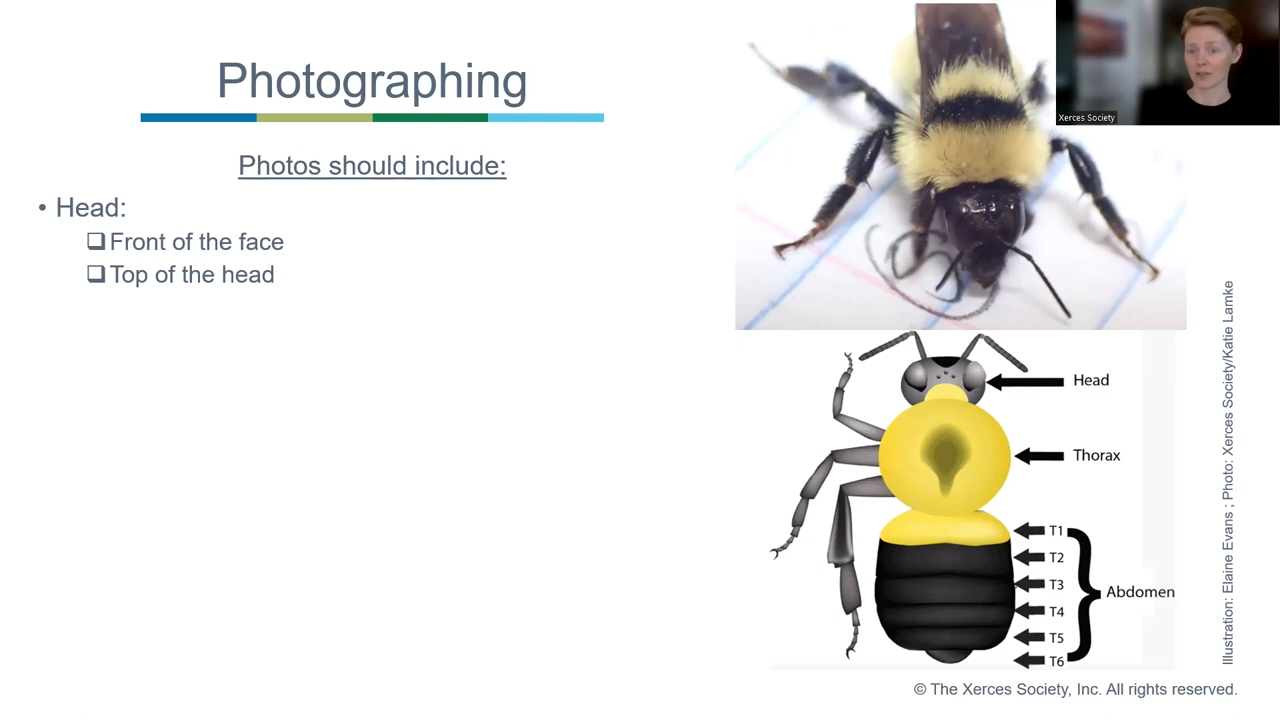 Photographing
Photos should include:
• Head:
❑ Front of the face
❑ Top of the head
Xerces Society
Head
Thorax
T1
T2
T3
T4
T5
T6
Abdomen
Illustration: Elaine Evans ; Photo: Xerces Society/Katie Lamke
© The Xerces Society, Inc. All rights reserved.